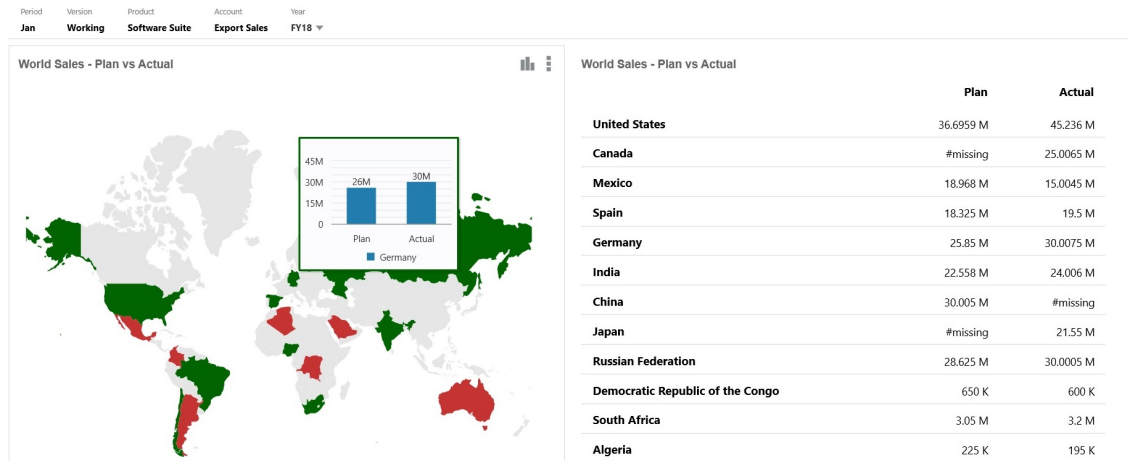 Period Version Product Account Year
Jan Working Software Suite Export Sales FY18
World Sales - Plan vs Actual
45M
30M
15M
0
26M 30M
Plan Actual
Germany
World Sales - Plan vs Actual
Plan Actual
United States 36.6959 M 45.236 M
Canada #missing 25.0065 M
Mexico 18.968 M 15.0045 M
Spain 18.325 M 19.5 M
Germany 25.85 M 30.0075 M
India 22.558 M 24.006 M
China 30.005 M #missing
Japan #missing 21.55 M
Russian Federation 28.625 M 30.0005 M
Democratic Republic of the Congo 650 K 600 K
South Africa 3.05 M 3.2 M
Algeria 225 K 195 K